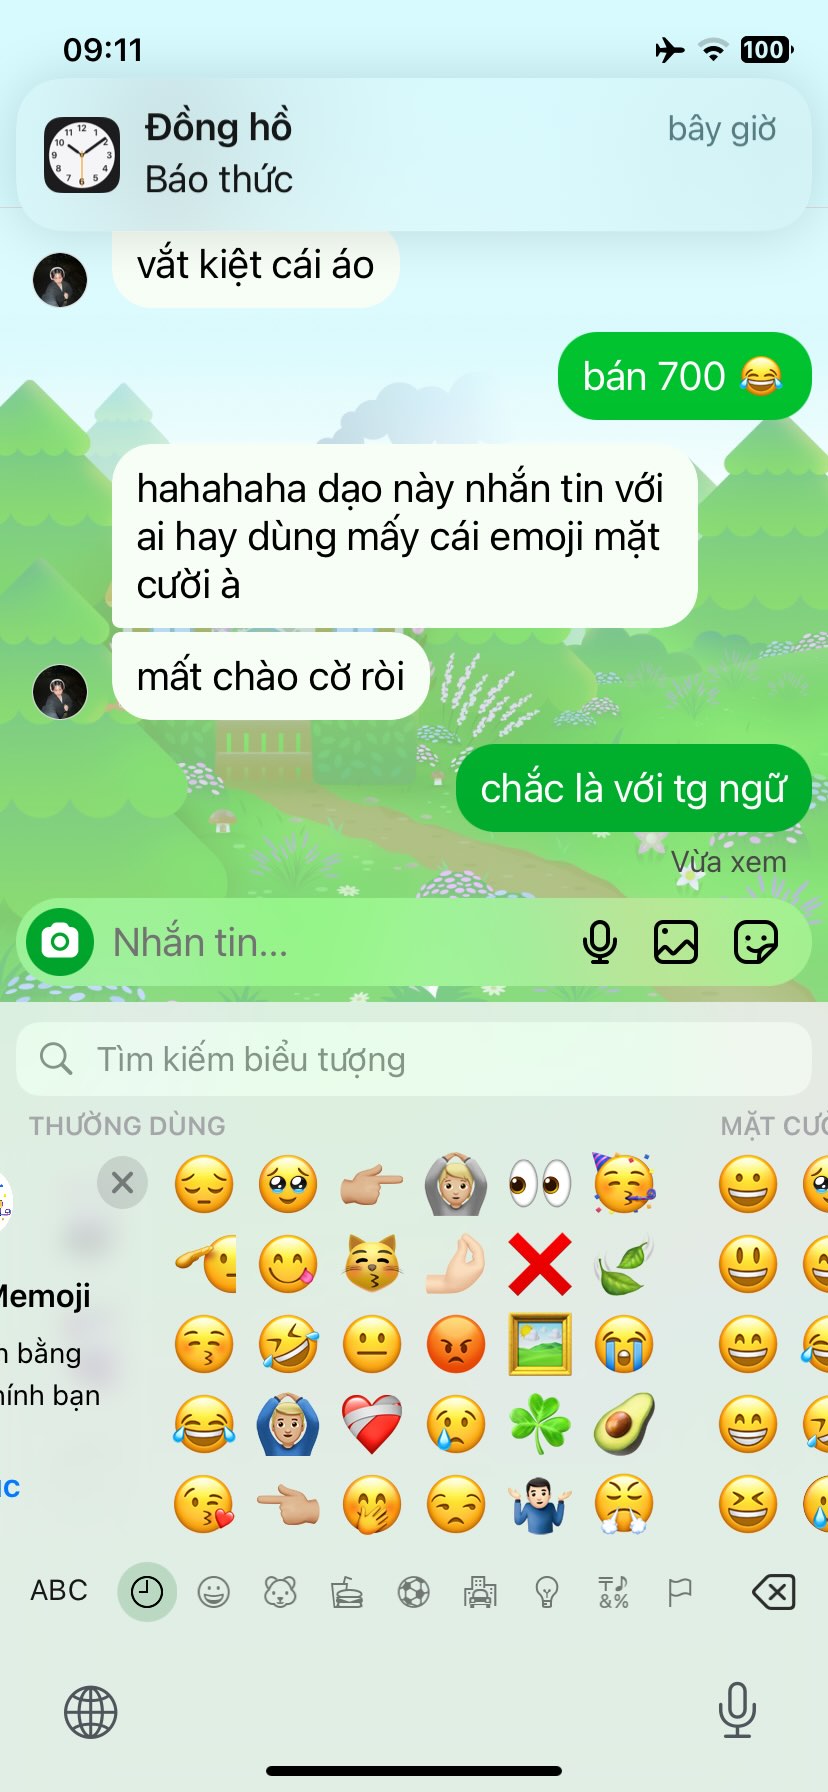 09:11
100
Đồng hồ
bây giờ
Báo thức
vắt kiệt cái áo
bán 700 😂
hahahaha dạo này nhắn tin với
ai hay dùng mấy cái emoji mặt
cười à
mất chào cờ ròi
chắc là với tg ngữ
Vừa xem
Nhắn tin...
Tìm kiếm biểu tượng
THƯỜNG DÙNG
MẶT CƯỜ
Memoji
n bằng
hính bạn
ục
ABC